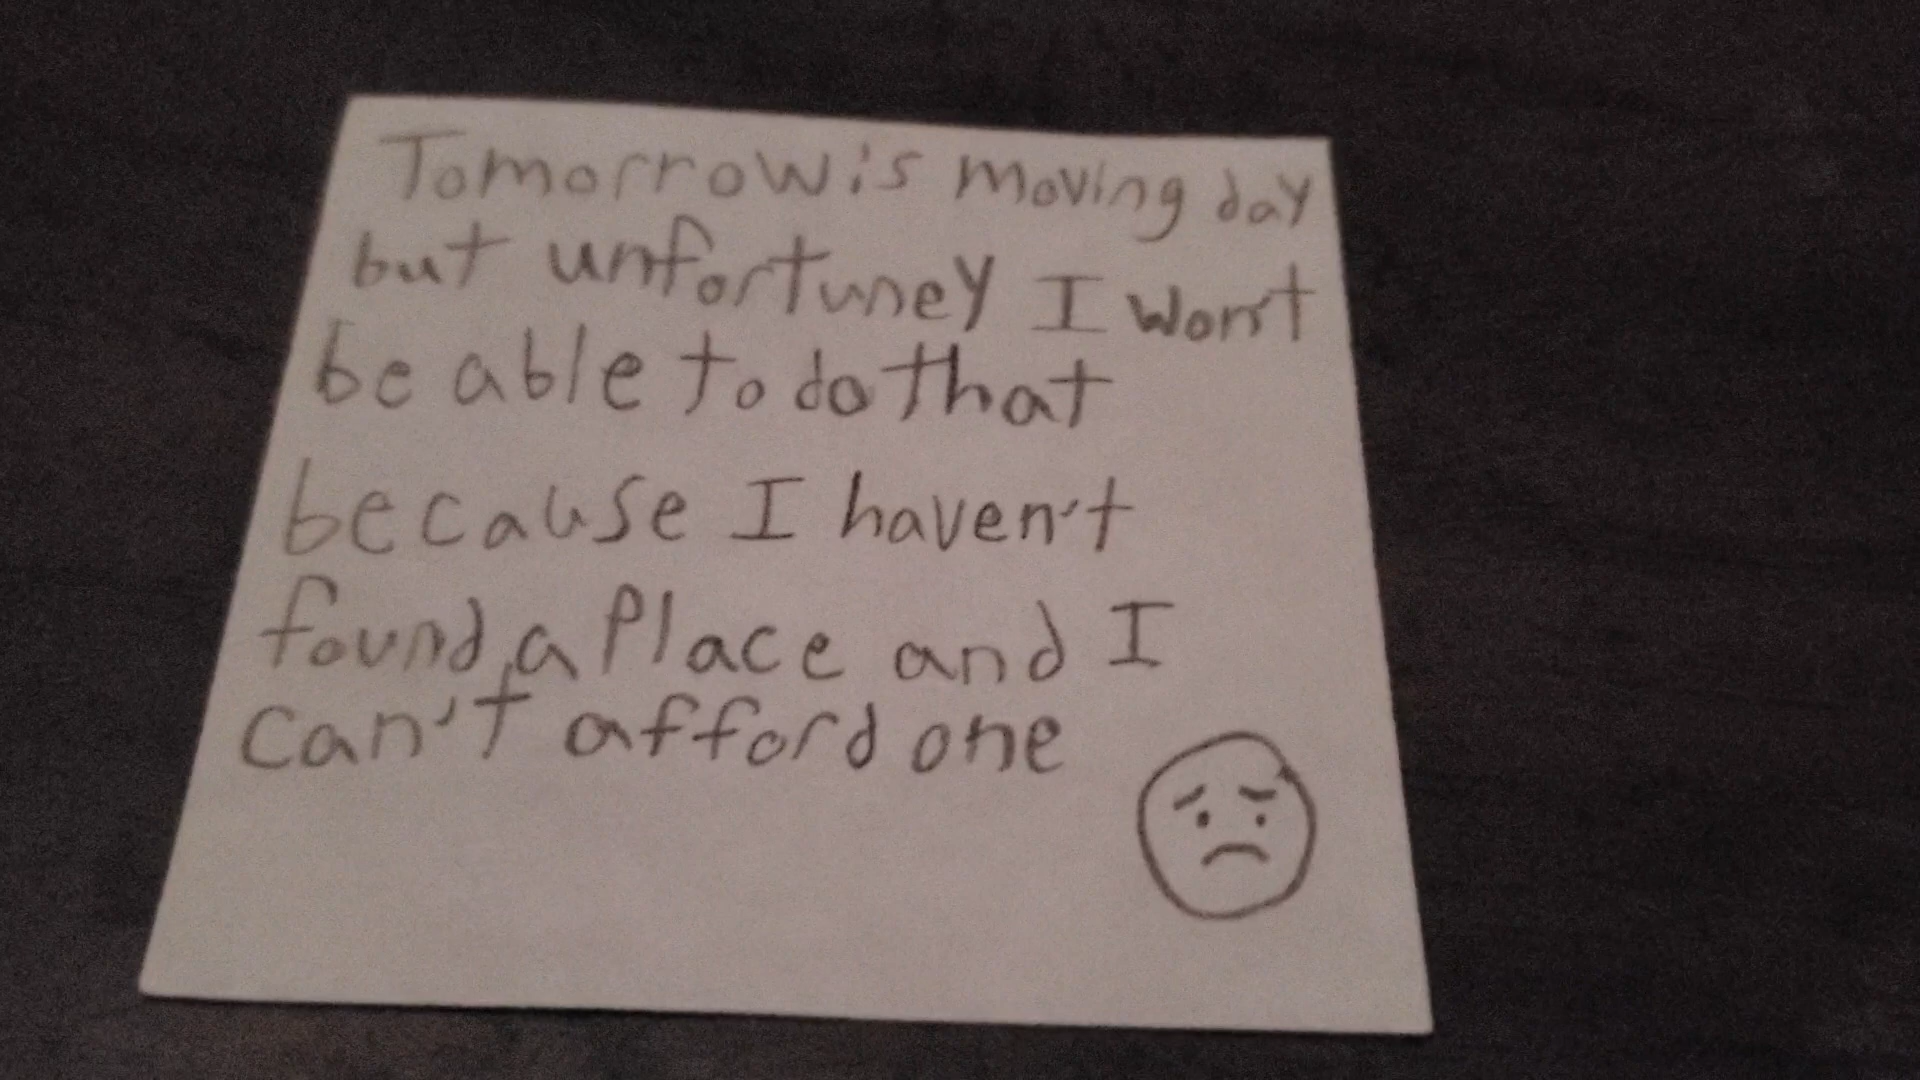 Tomorrow is moving day
but unfortuney I won't
be able to do that
because I haven't
found a place and I
can't afford one